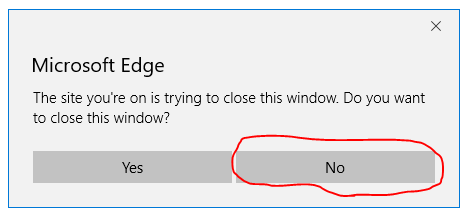 Microsoft Edge
The site you're on is trying to close this window. Do you want
to close this window?
Yes No